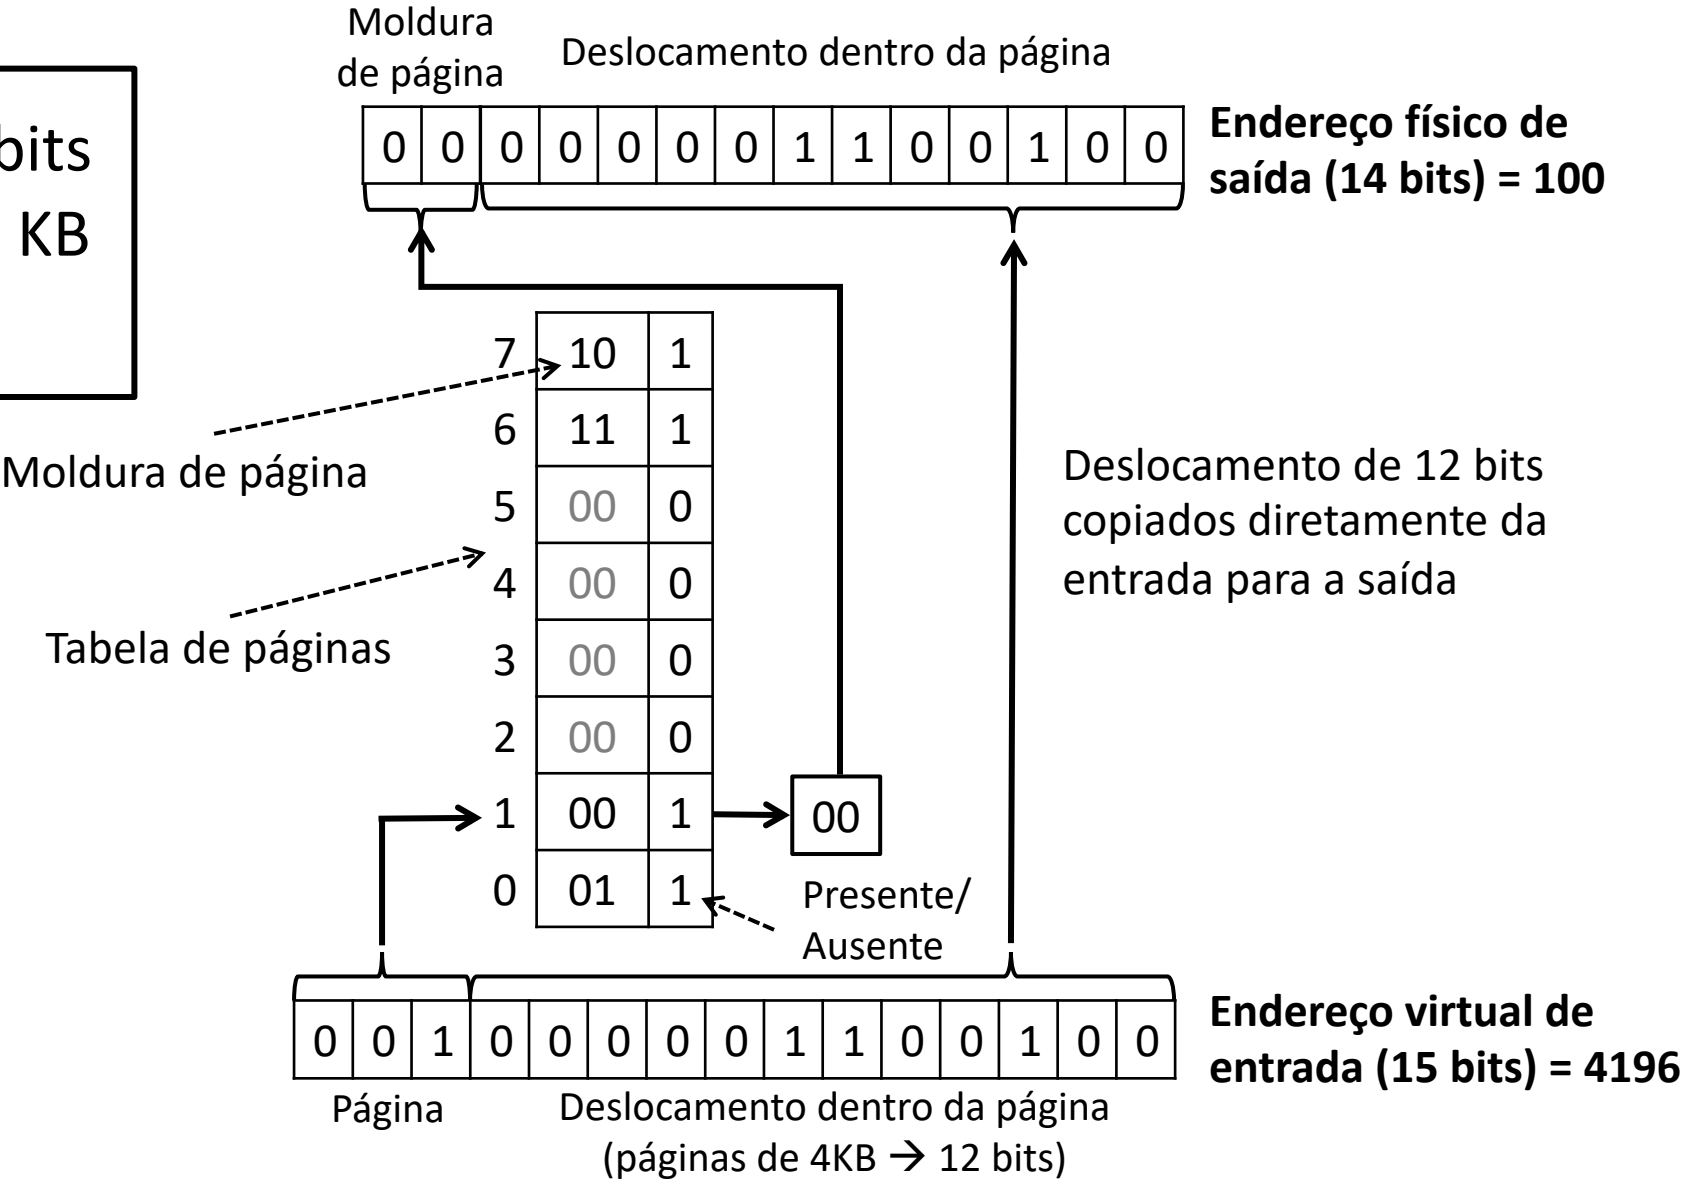 Moldura
de página
Deslocamento dentro da página
bits
KB
0 0 0 0 0 0 0 1 1 0 0 1 0 0
Endereço físico de
saída (14 bits) = 100
7 10 1
6 11 1
5 00 0
4 00 0
3 00 0
2 00 0
1 00 1 00
0 01 1
Moldura de página
Tabela de páginas
Deslocamento de 12 bits
copiados diretamente da
entrada para a saída
Presente/
Ausente
0 0 1 0 0 0 0 0 1 1 0 0 1 0 0
Endereço virtual de
entrada (15 bits) = 4196
Página
Deslocamento dentro da página
(páginas de 4KB → 12 bits)